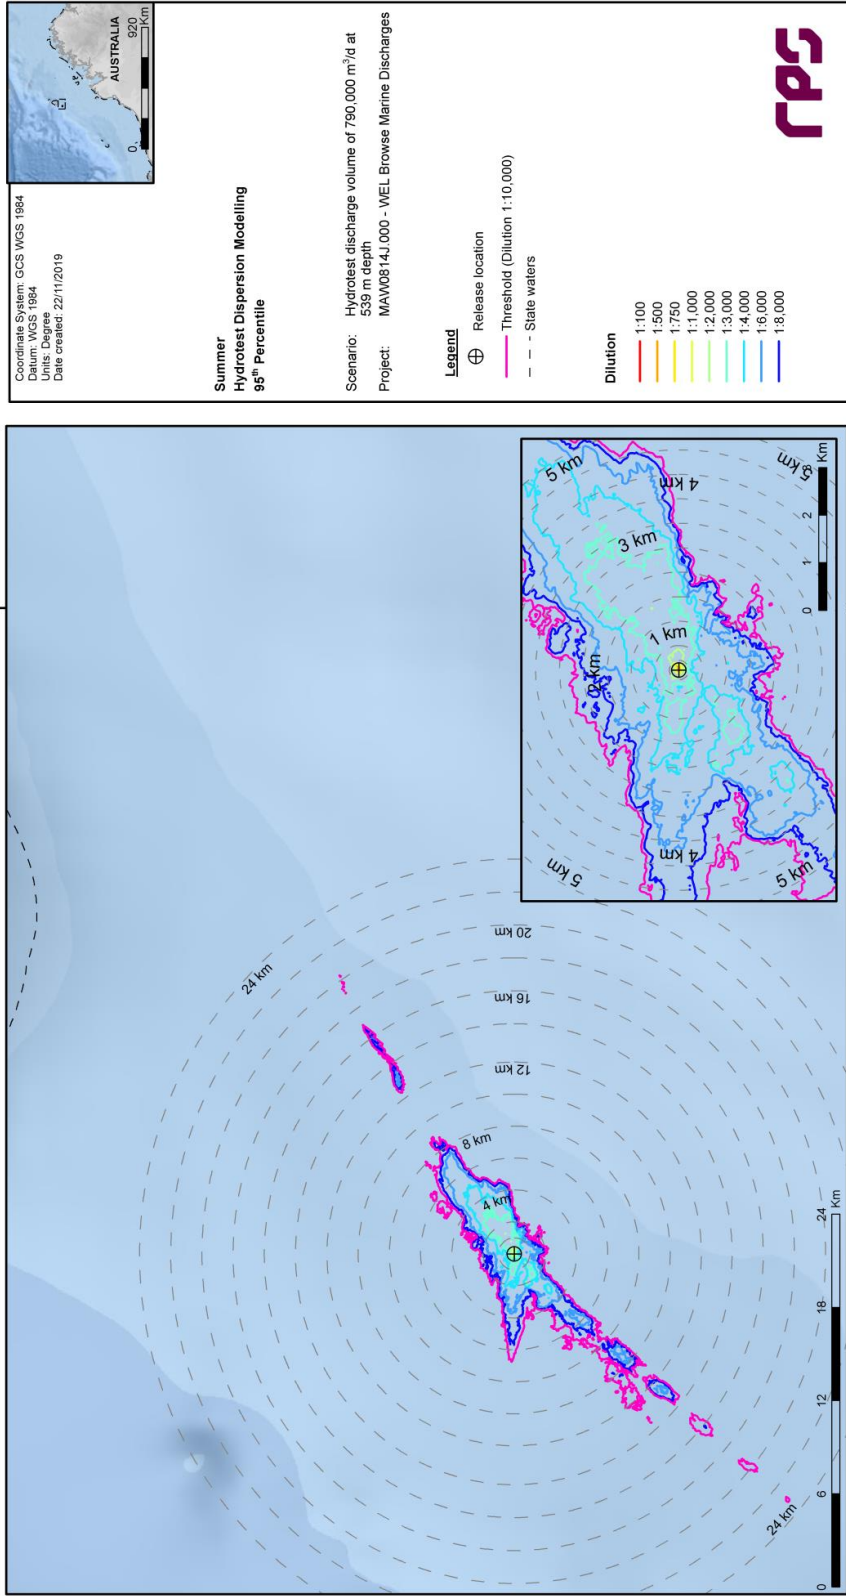 Coordinate System: GCS WGS 1984
Datum: WGS 1984
Units: Degree
Date created: 22/11/2019
AUSTRALIA
0 920
Km
Summer
Hydrotest Dispersion Modelling
95th Percentile
Scenario: Hydrotest discharge volume of 790,000 m³/d at
539 m depth
Project: MAW0814J.000 - WEL Browse Marine Discharges
Legend
Release location
Threshold (Dilution 1:10,000)
State waters
Dilution
1:100
1:500
1:750
1:1,000
1:2,000
1:3,000
1:4,000
1:6,000
1:8,000
rps
24 km
20 km
16 km
12 km
8 km
4 km
24 km
0 6 12 18 24
Km
5 km
4 km
3 km
1 km
2 km
4 km
5 km
5 km
5 km
0 1 2 3
Km